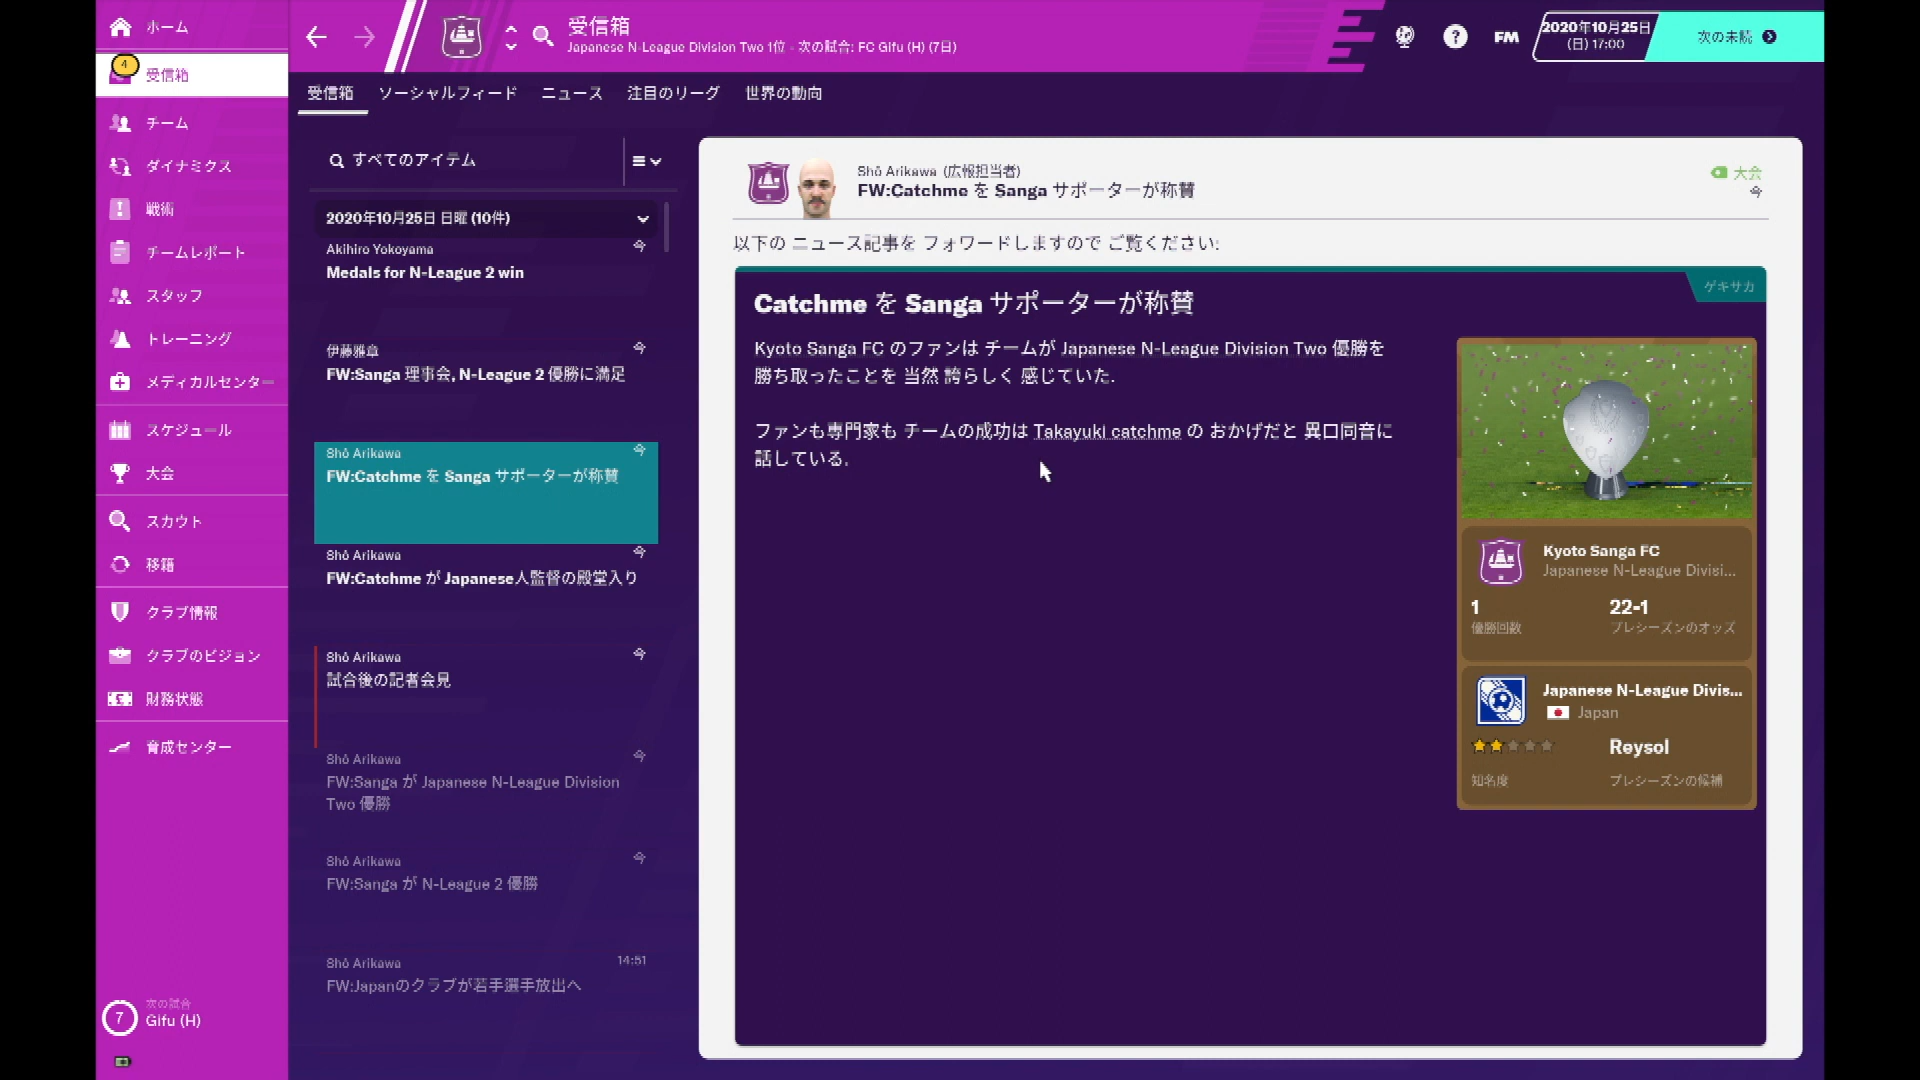 ホーム
4
受信箱
チーム
ダイナミクス
戦術
チームレポート
スタッフ
トレーニング
メディカルセンター
スケジュール
大会
スカウト
移籍
クラブ情報
クラブのビジョン
財務状態
育成センター
7
次の試合
Gifu (H)
受信箱
Japanese N-League Division Two 1位 - 次の試合: FC Gifu (H) (7日)
?
FM
2020年10月25日
(日) 17:00
次の未読
受信箱 ソーシャルフィード ニュース 注目のリーグ 世界の動向
すべてのアイテム
2020年10月25日 日曜 (10件)
Akihiro Yokoyama 今
Medals for N-League 2 win
伊藤雅章 今
FW:Sanga 理事会, N-League 2 優勝に満足
Shō Arikawa 今
FW:Catchme を Sanga サポーターが称賛
Shō Arikawa 今
FW:Catchme が Japanese人監督の殿堂入り
Shō Arikawa 今
試合後の記者会見
Shō Arikawa 今
FW:Sanga が Japanese N-League Division
Two 優勝
Shō Arikawa 今
FW:Sanga が N-League 2 優勝
Shō Arikawa 14:51
FW:Japanのクラブが若手選手放出へ
Shō Arikawa (広報担当者)
FW:Catchme を Sanga サポーターが称賛
大会
今
以下の ニュース記事を フォワードしますので ご覧ください:
ゲキサカ
Catchme を Sanga サポーターが称賛
Kyoto Sanga FC のファンは チームが Japanese N-League Division Two 優勝を
勝ち取ったことを 当然 誇らしく 感じていた.
ファンも専門家も チームの成功は Takayuki catchme の おかげだと 異口同音に
話している.
Kyoto Sanga FC
Japanese N-League Divisi...
1 22-1
優勝回数 プレシーズンのオッズ
Japanese N-League Divis...
Japan
Reysol
知名度 プレシーズンの候補